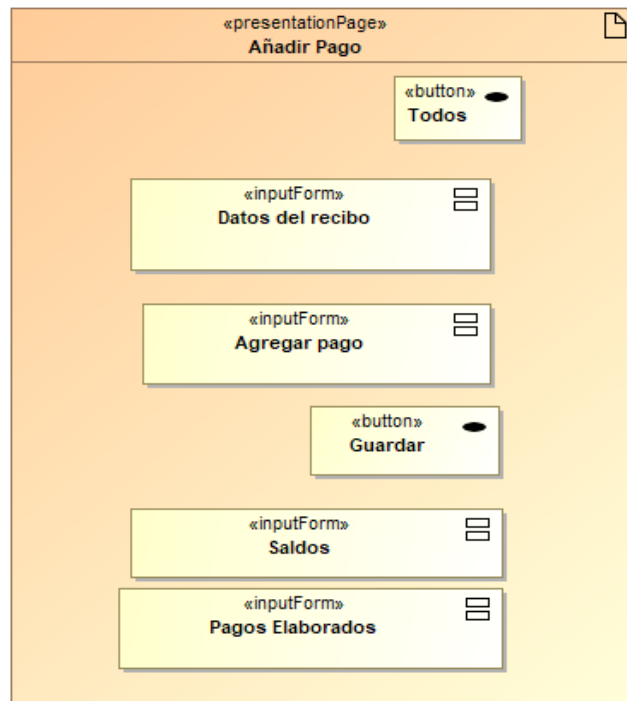 «presentationPage»
Añadir Pago
«button»
Todos
«inputForm»
Datos del recibo
«inputForm»
Agregar pago
«button»
Guardar
«inputForm»
Saldos
«inputForm»
Pagos Elaborados